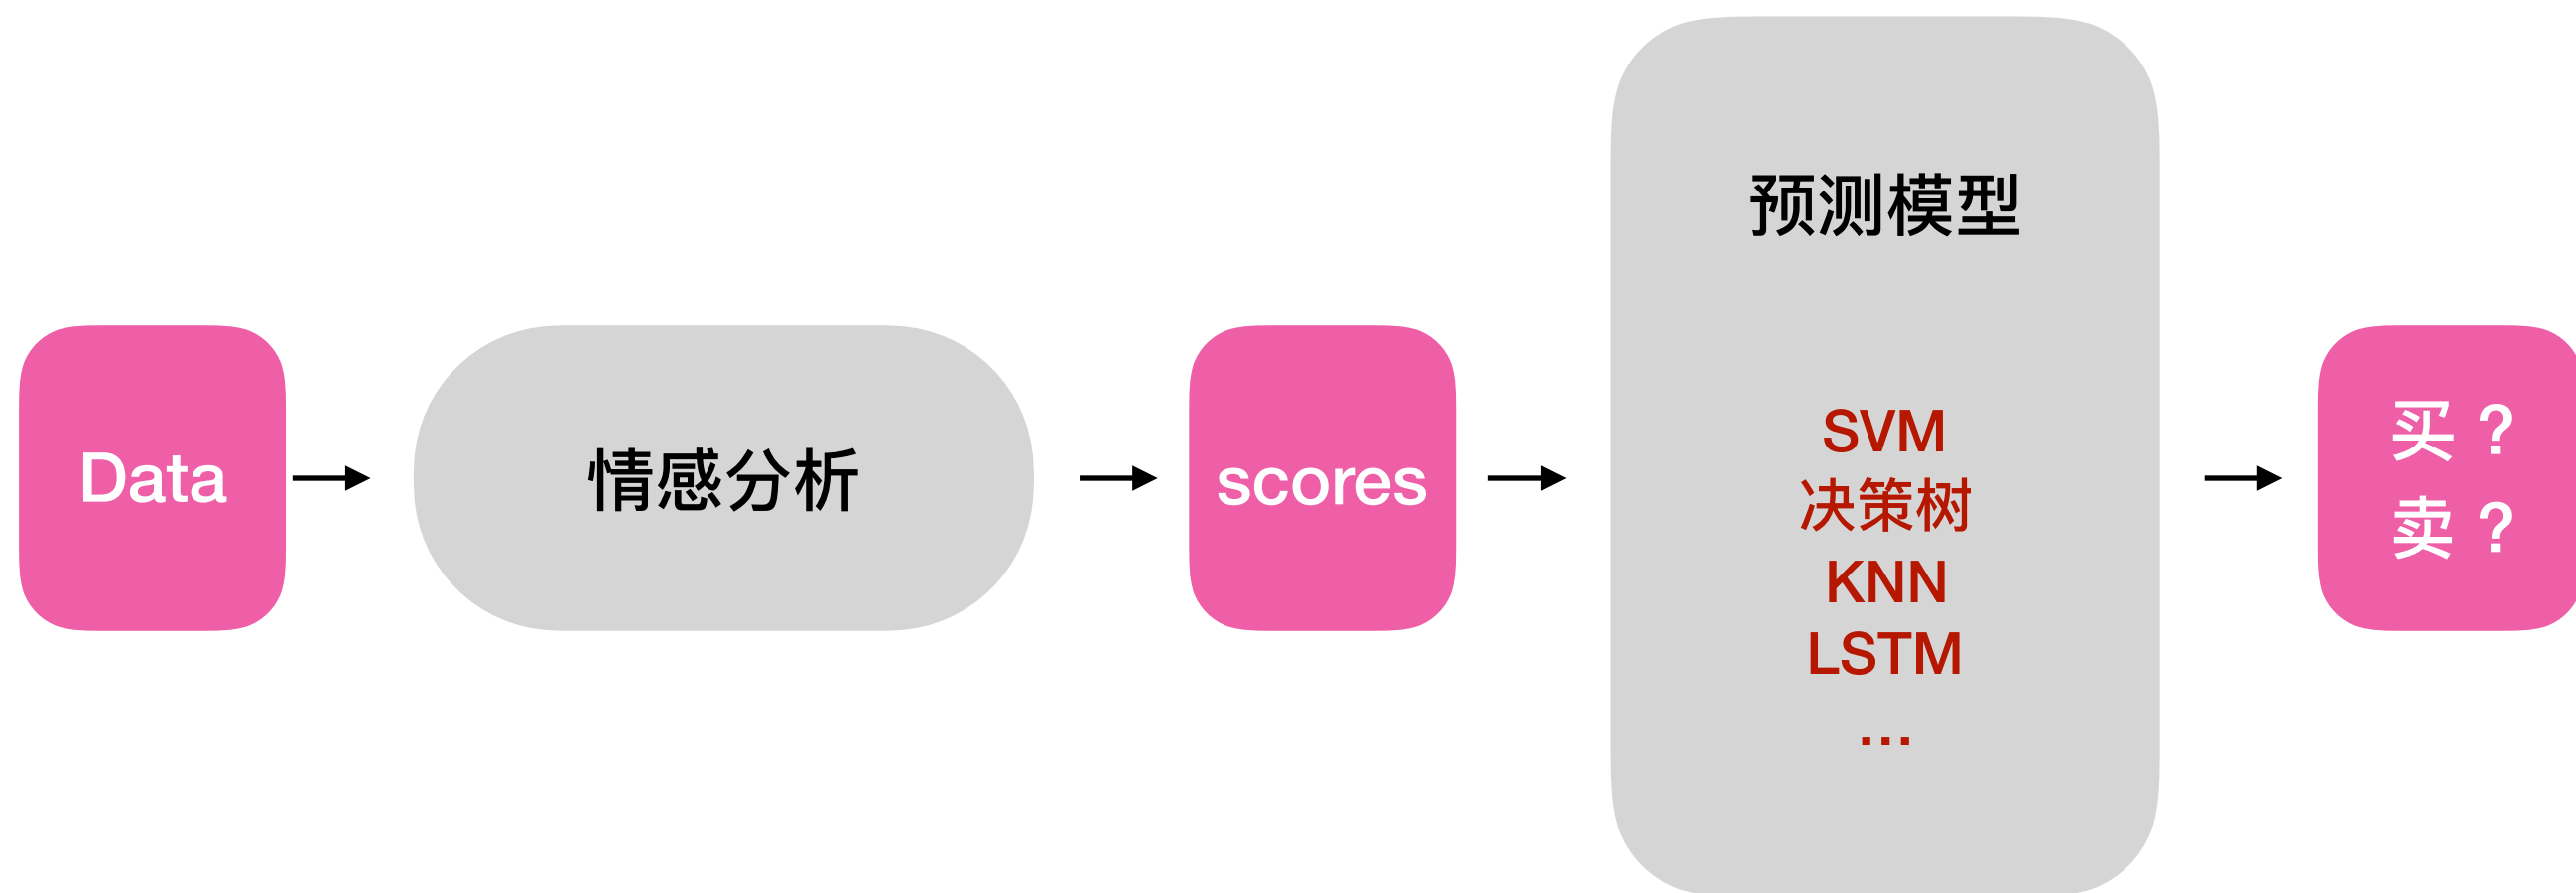 Data
情感分析
scores
预测模型
SVM
决策树
KNN
LSTM
...
买？
卖？